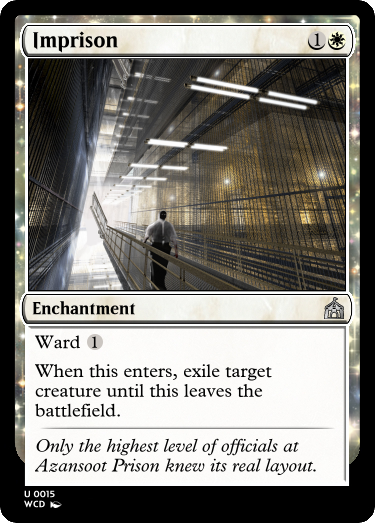 Imprison 1
Enchantment
Ward 1
When this enters, exile target
creature until this leaves the
battlefield.
Only the highest level of officials at
Azansoot Prison knew its real layout.
U 0015
WCD